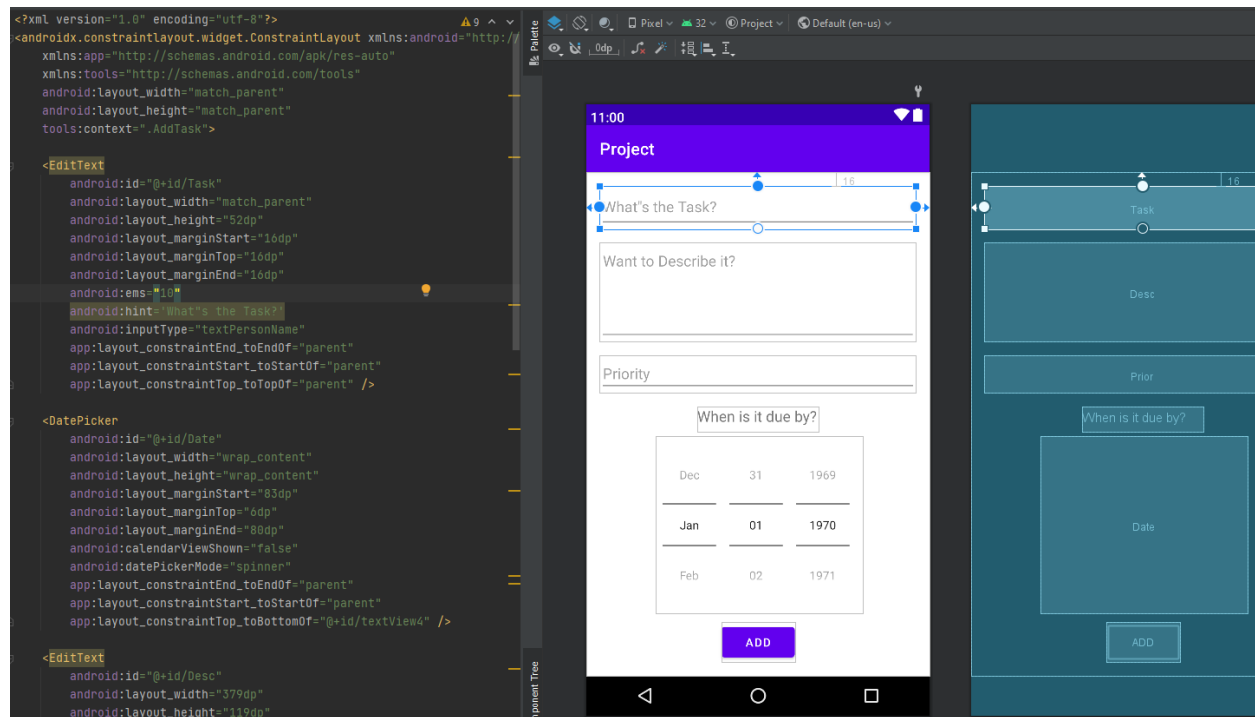 <?xml version="1.0" encoding="utf-8"?>
9
<androidx.constraintlayout.widget.ConstraintLayout xmlns:android="http:/
xmlns:app="http://schemas.android.com/apk/res-auto"
xmlns:tools="http://schemas.android.com/tools"
android:layout_width="match_parent"
android:layout_height="match_parent"
tools:context=".AddTask">
<EditText
android:id="@+id/Task"
android:layout_width="match_parent"
android:layout_height="52dp"
android:layout_marginStart="16dp"
android:layout_marginTop="16dp"
android:layout_marginEnd="16dp"
android:ems="10"
android:hint='What"s the Task?'
android:inputType="textPersonName"
app:layout_constraintEnd_toEndOf="parent"
app:layout_constraintStart_toStartOf="parent"
app:layout_constraintTop_toTopOf="parent" />
<DatePicker
android:id="@+id/Date"
android:layout_width="wrap_content"
android:layout_height="wrap_content"
android:layout_marginStart="83dp"
android:layout_marginTop="6dp"
android:layout_marginEnd="80dp"
android:calendarViewShown="false"
android:datePickerMode="spinner"
app:layout_constraintEnd_toEndOf="parent"
app:layout_constraintStart_toStartOf="parent"
app:layout_constraintTop_toBottomOf="@+id/textView4" />
<EditText
android:id="@+id/Desc"
android:layout_width="379dp"
android:layout_height="119dp"
Palette
ponent Tree
Pixel 32 Project Default (en-us)
0dp
11:00
Project
16
What"s the Task?
Want to Describe it?
Priority
When is it due by?
Dec 31 1969
Jan 01 1970
Feb 02 1971
ADD
16
Task
Desc
Prior
When is it due by?
Date
ADD